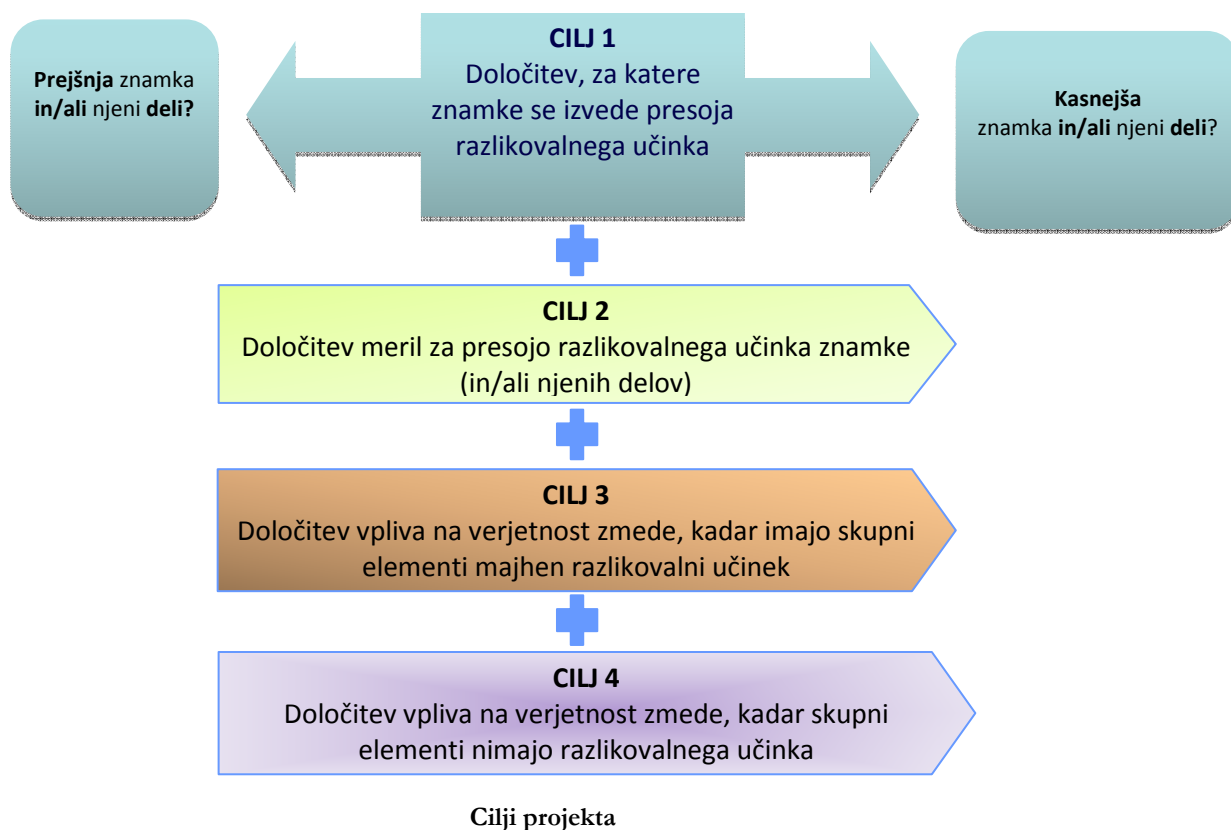 CILJ 1
Določitev, za katere
znamke se izvede presoja
razlikovalnega učinka
Prejšnja znamka
in/ali njeni deli?
Kasnejša
znamka in/ali njeni deli?
CILJ 2
Določitev meril za presojo razlikovalnega učinka znamke
(in/ali njenih delov)
CILJ 3
Določitev vpliva na verjetnost zmede, kadar imajo skupni
elementi majhen razlikovalni učinek
CILJ 4
Določitev vpliva na verjetnost zmede, kadar skupni
elementi nimajo razlikovalnega učinka
Cilji projekta